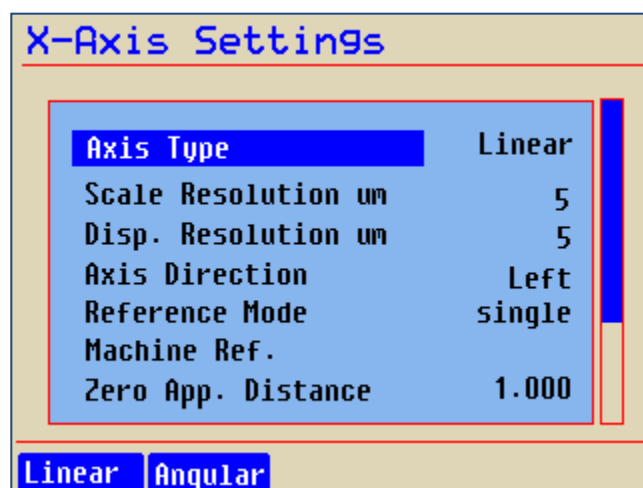 X-Axis Settings
Axis Type Linear
Scale Resolution um 5
Disp. Resolution um 5
Axis Direction Left
Reference Mode single
Machine Ref.
Zero App. Distance 1.000
Linear Angular